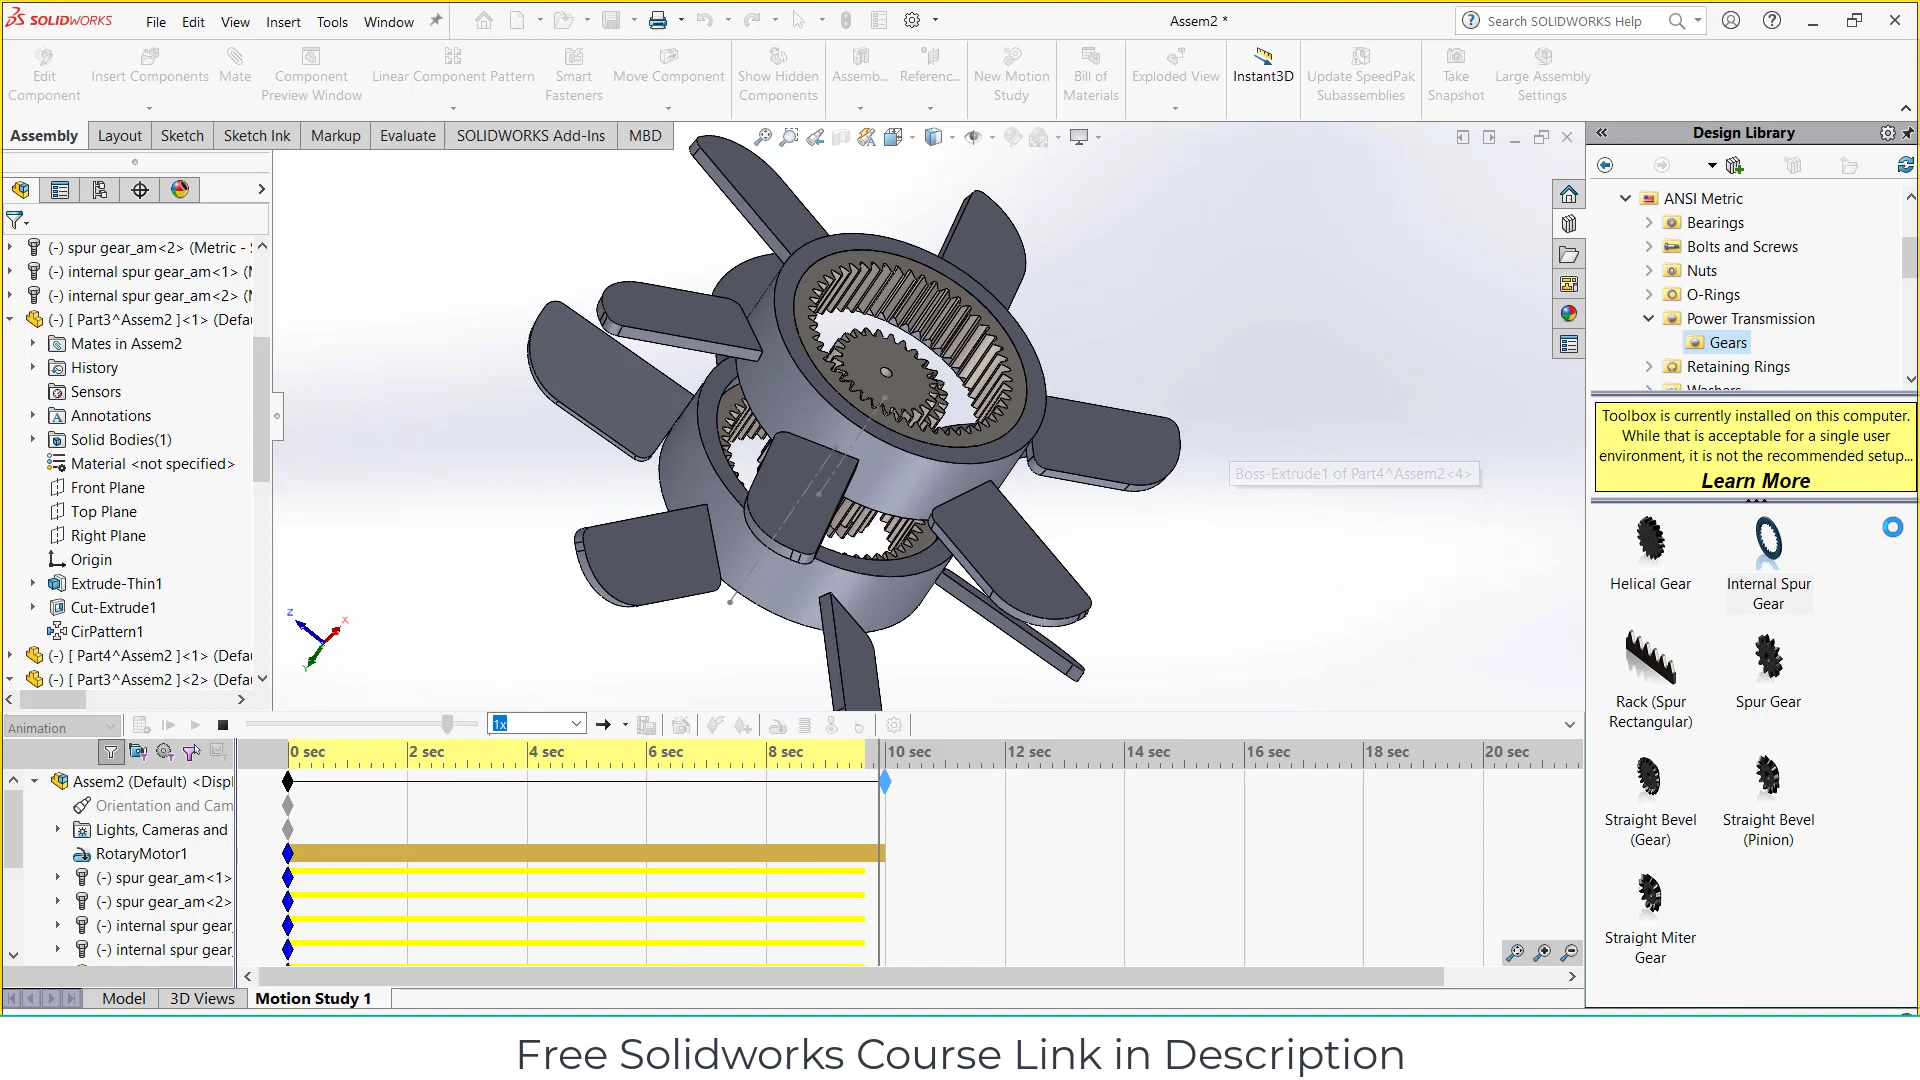 SOLIDWORKS File Edit View Insert Tools Window Assem2 * Search SOLIDWORKS Help
Edit Component
Insert Components
Mate
Component Preview Window
Linear Component Pattern
Smart Fasteners
Move Component
Show Hidden Components
Assemb...
Referenc...
New Motion Study
Bill of Materials
Exploded View
Instant3D
Update SpeedPak Subassemblies
Take Snapshot
Large Assembly Settings
Assembly Layout Sketch Sketch Ink Markup Evaluate SOLIDWORKS Add-Ins MBD
(-) spur gear_am<2> (Metric -
(-) internal spur gear_am<1> (
(-) internal spur gear_am<2> (
(-) [ Part3^Assem2 ]<1> (Defau
Mates in Assem2
History
Sensors
Annotations
Solid Bodies(1)
Material <not specified>
Front Plane
Top Plane
Right Plane
Origin
Extrude-Thin1
Cut-Extrude1
CirPattern1
(-) [ Part4^Assem2 ]<1> (Defau
(-) [ Part3^Assem2 ]<2> (Defau
Boss-Extrude1 of Part4^Assem2<4>
Z X Y
Design Library
ANSI Metric
Bearings
Bolts and Screws
Nuts
O-Rings
Power Transmission
Gears
Retaining Rings
Washers
Toolbox is currently installed on this computer.
While that is acceptable for a single user
environment, it is not the recommended setup...
Learn More
Helical Gear
Internal Spur Gear
Rack (Spur Rectangular)
Spur Gear
Straight Bevel (Gear)
Straight Bevel (Pinion)
Straight Miter Gear
Animation 1x
0 sec 2 sec 4 sec 6 sec 8 sec 10 sec 12 sec 14 sec 16 sec 18 sec 20 sec
Assem2 (Default) <Displ
Orientation and Cam
Lights, Cameras and
RotaryMotor1
(-) spur gear_am<1>
(-) spur gear_am<2>
(-) internal spur gear
(-) internal spur gear
Model 3D Views Motion Study 1
Free Solidworks Course Link in Description